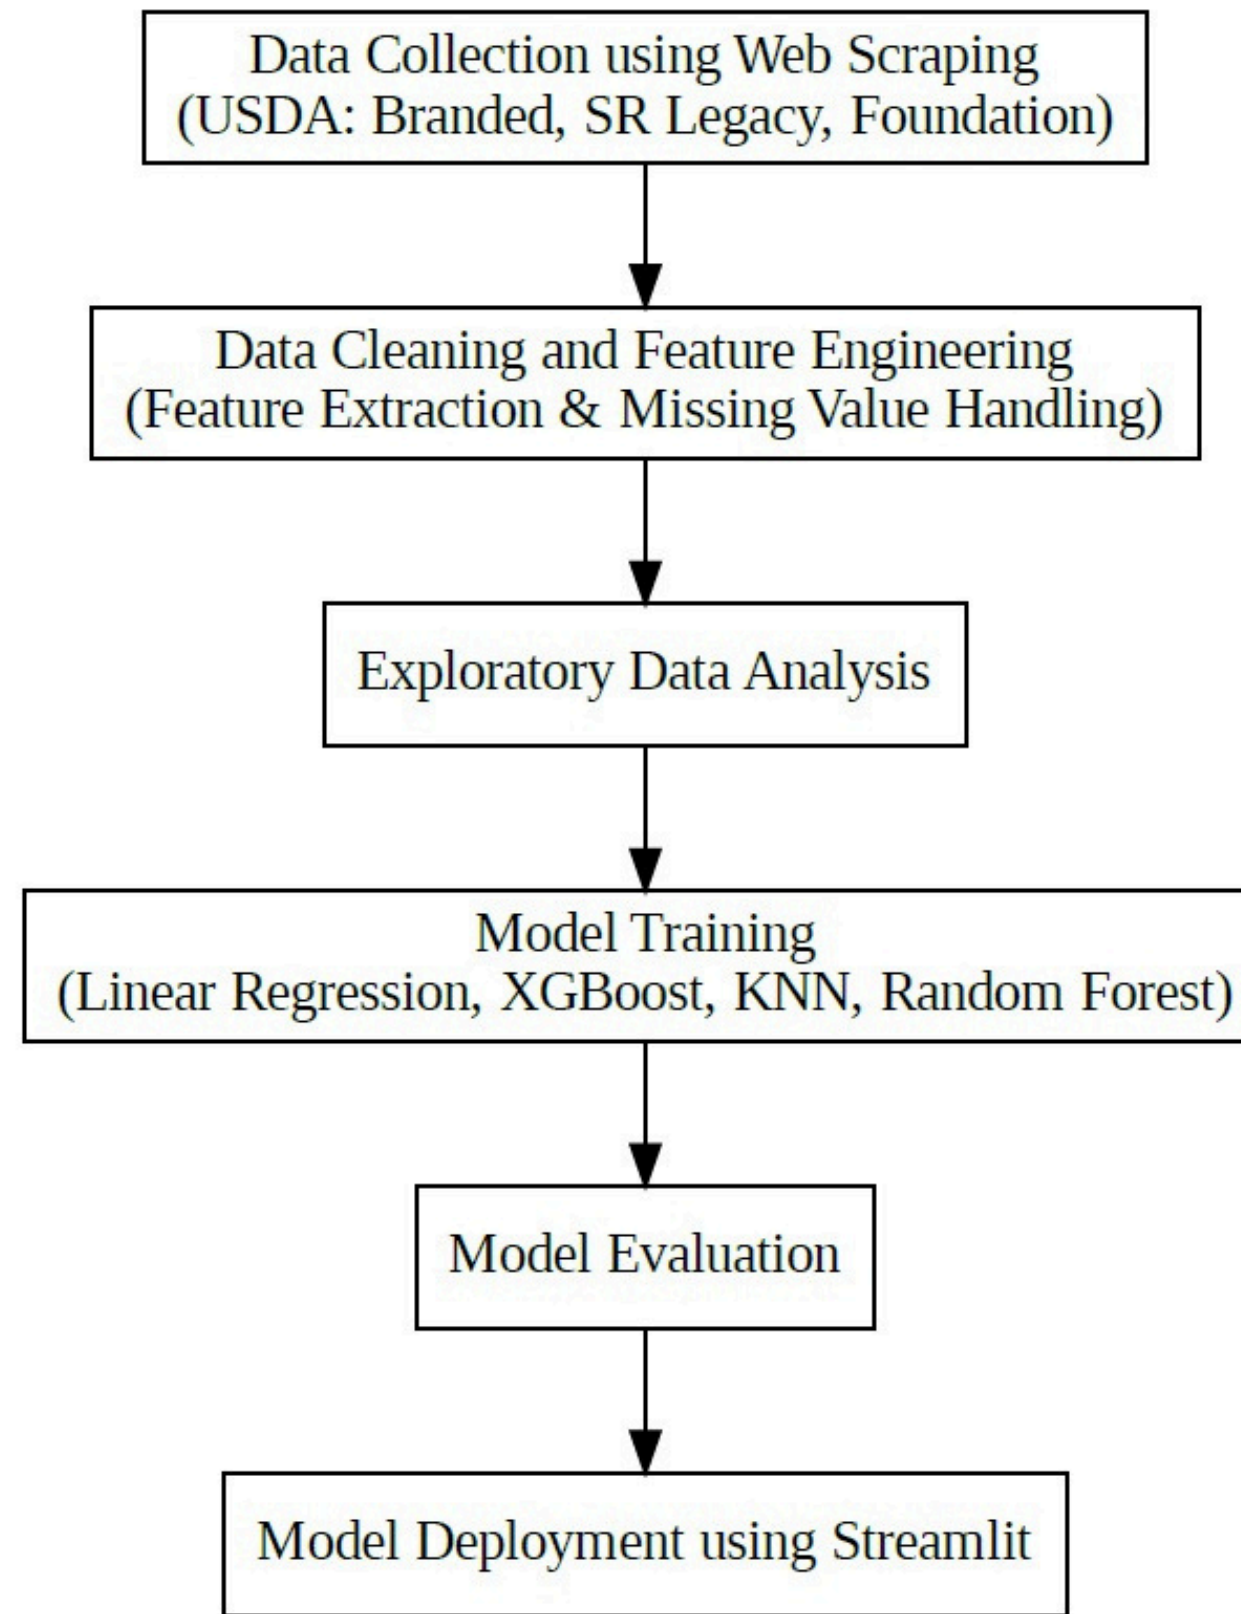 Data Collection using Web Scraping
(USDA: Branded, SR Legacy, Foundation)
Data Cleaning and Feature Engineering
(Feature Extraction & Missing Value Handling)
Exploratory Data Analysis
Model Training
(Linear Regression, XGBoost, KNN, Random Forest)
Model Evaluation
Model Deployment using Streamlit